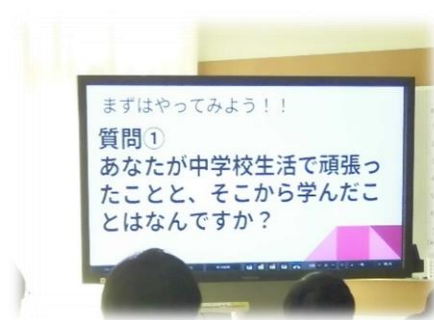 まずはやってみよう！！
質問①
あなたが中学校生活で頑張っ
たことと、そこから学んだこ
とはなんですか？